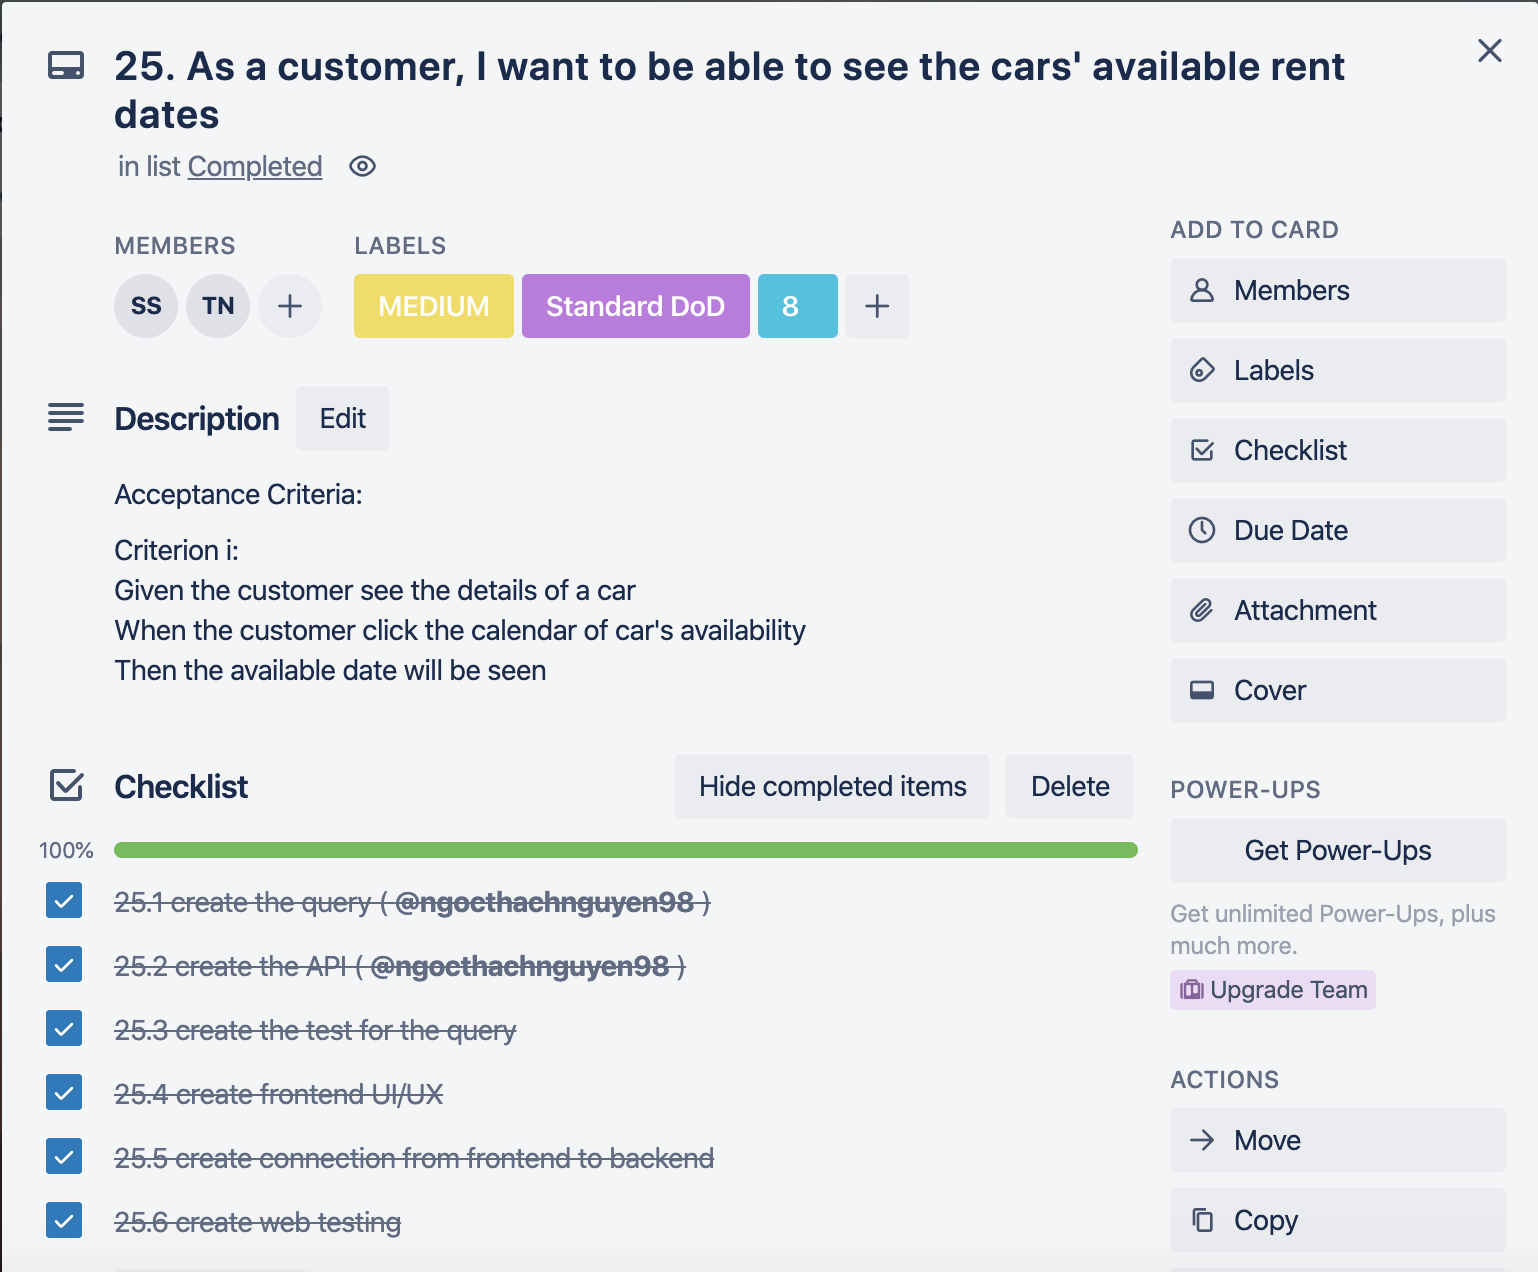 25. As a customer, I want to be able to see the cars' available rent
dates
in list Completed
MEMBERS
SS TN
LABELS
MEDIUM Standard DoD 8
Description Edit
Acceptance Criteria:
Criterion i:
Given the customer see the details of a car
When the customer click the calendar of car's availability
Then the available date will be seen
Checklist Hide completed items Delete
100%
25.1 create the query ( @ngocthachnguyen98 )
25.2 create the API ( @ngocthachnguyen98 )
25.3 create the test for the query
25.4 create frontend UI/UX
25.5 create connection from frontend to backend
25.6 create web testing
ADD TO CARD
Members
Labels
Checklist
Due Date
Attachment
Cover
POWER-UPS
Get Power-Ups
Get unlimited Power-Ups, plus
much more.
Upgrade Team
ACTIONS
Move
Copy